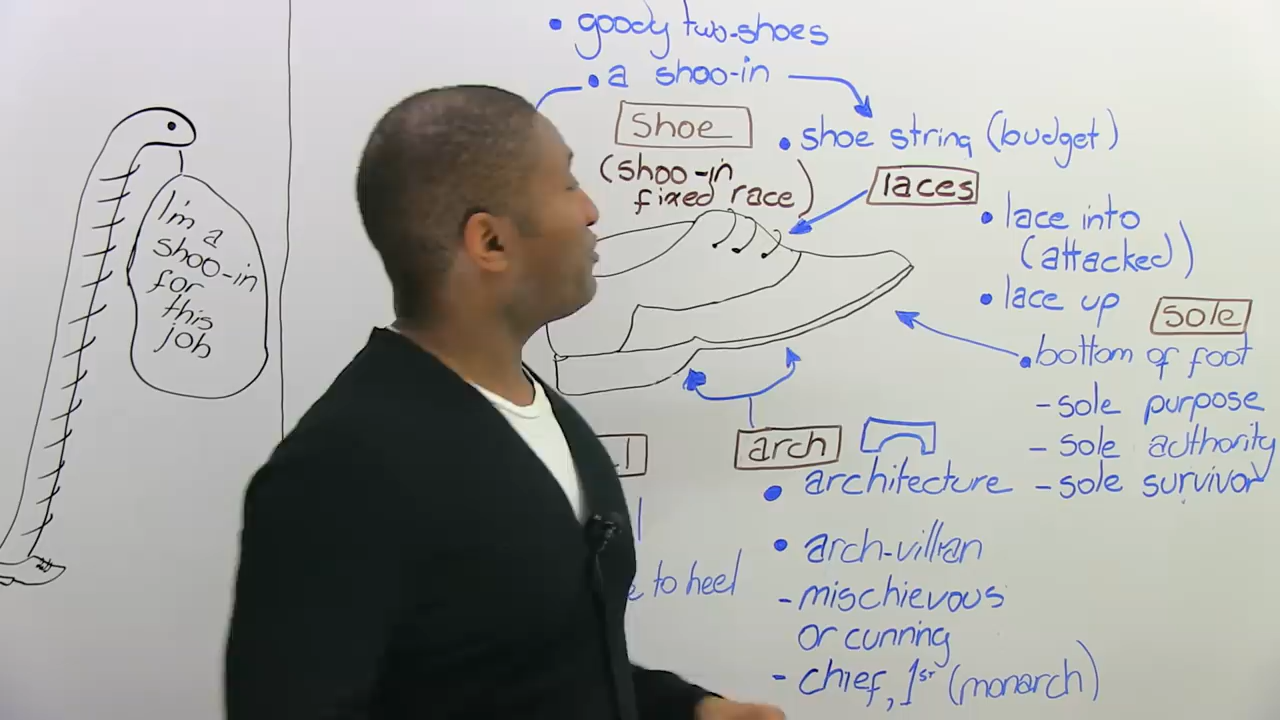 • goody two-shoes
• a shoo-in
Shoe
(shoo-in
fixed race)
• shoe string (budget)
laces
• lace into
(attacked)
• lace up
sole
• bottom of foot
- sole purpose
- sole authority
- sole survivor
I'm a
shoo-in
for
this
job
arch
• architecture
• arch-villian
- mischievous
or cunning
- chief, 1st (monarch)
to heel